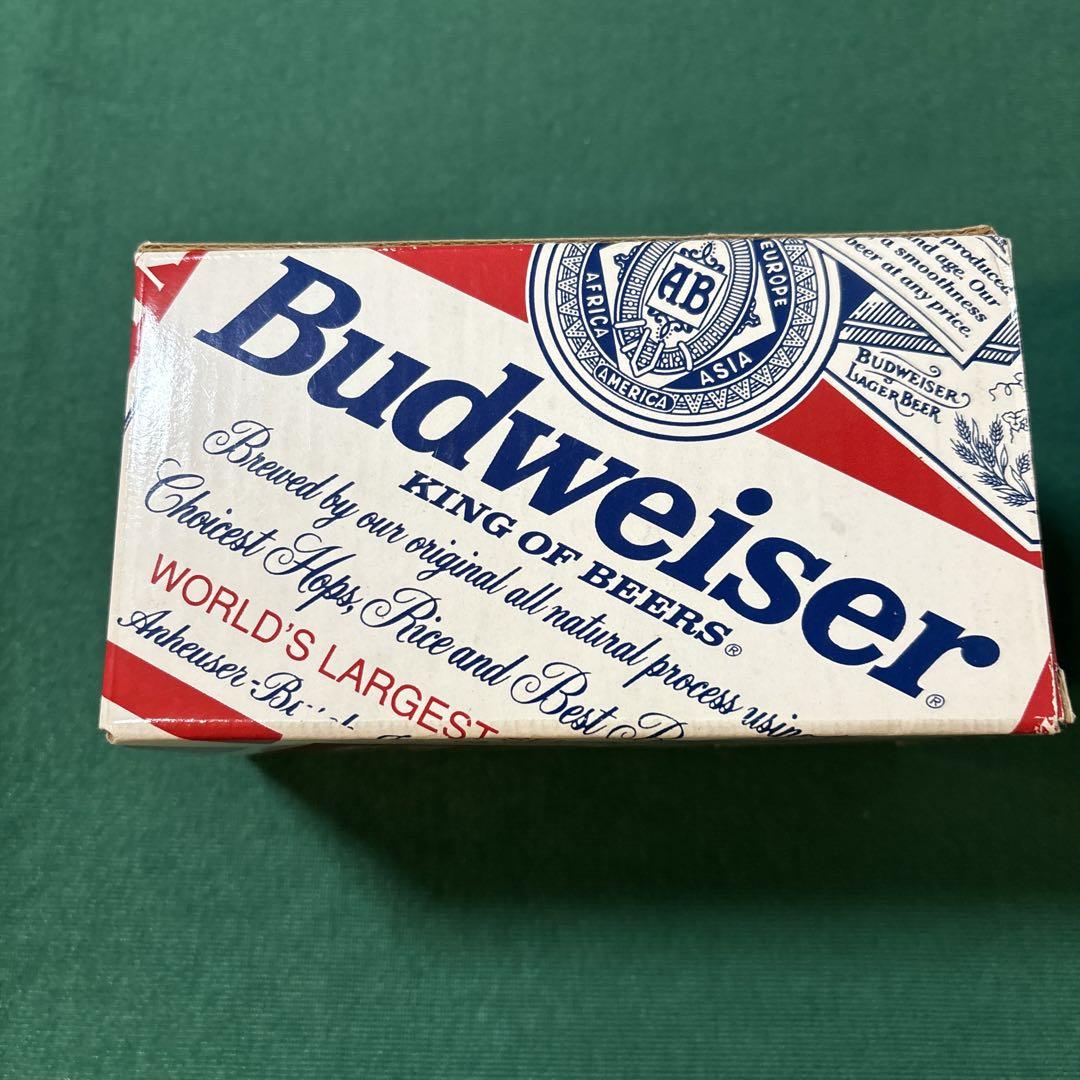 Budweiser®
KING OF BEERS®
Brewed by our original all natural process
Choicest Hops, Rice and Best
WORLD'S LARGEST
Anheuser-
AFRICA
AMERICA
ASIA
EUROPE
AB
produced
and age. Our
a smoothness
beer at any price.
BUDWEISER
LAGER BEER